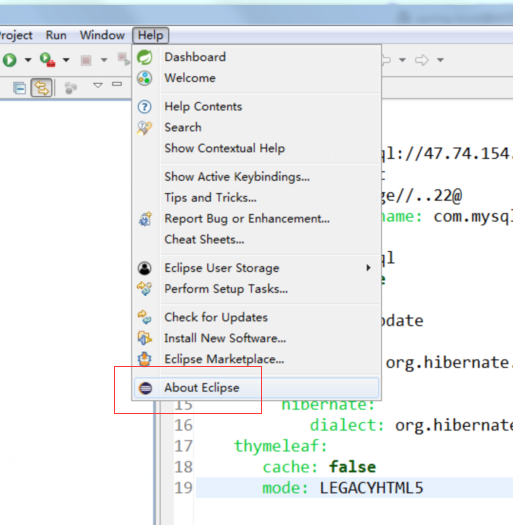 Project Run Window Help
Dashboard
Welcome
Help Contents
Search
Show Contextual Help
Show Active Keybindings...
Tips and Tricks...
Report Bug or Enhancement...
Cheat Sheets...
Eclipse User Storage
Perform Setup Tasks...
Check for Updates
Install New Software...
Eclipse Marketplace...
About Eclipse
ql://47.74.154.
t
ge//..22@
name: com.mysql
ql
e
pdate
org.hibernate.
15 hibernate:
16 dialect: org.hibernate
17 thymeleaf:
18 cache: false
19 mode: LEGACYHTML5